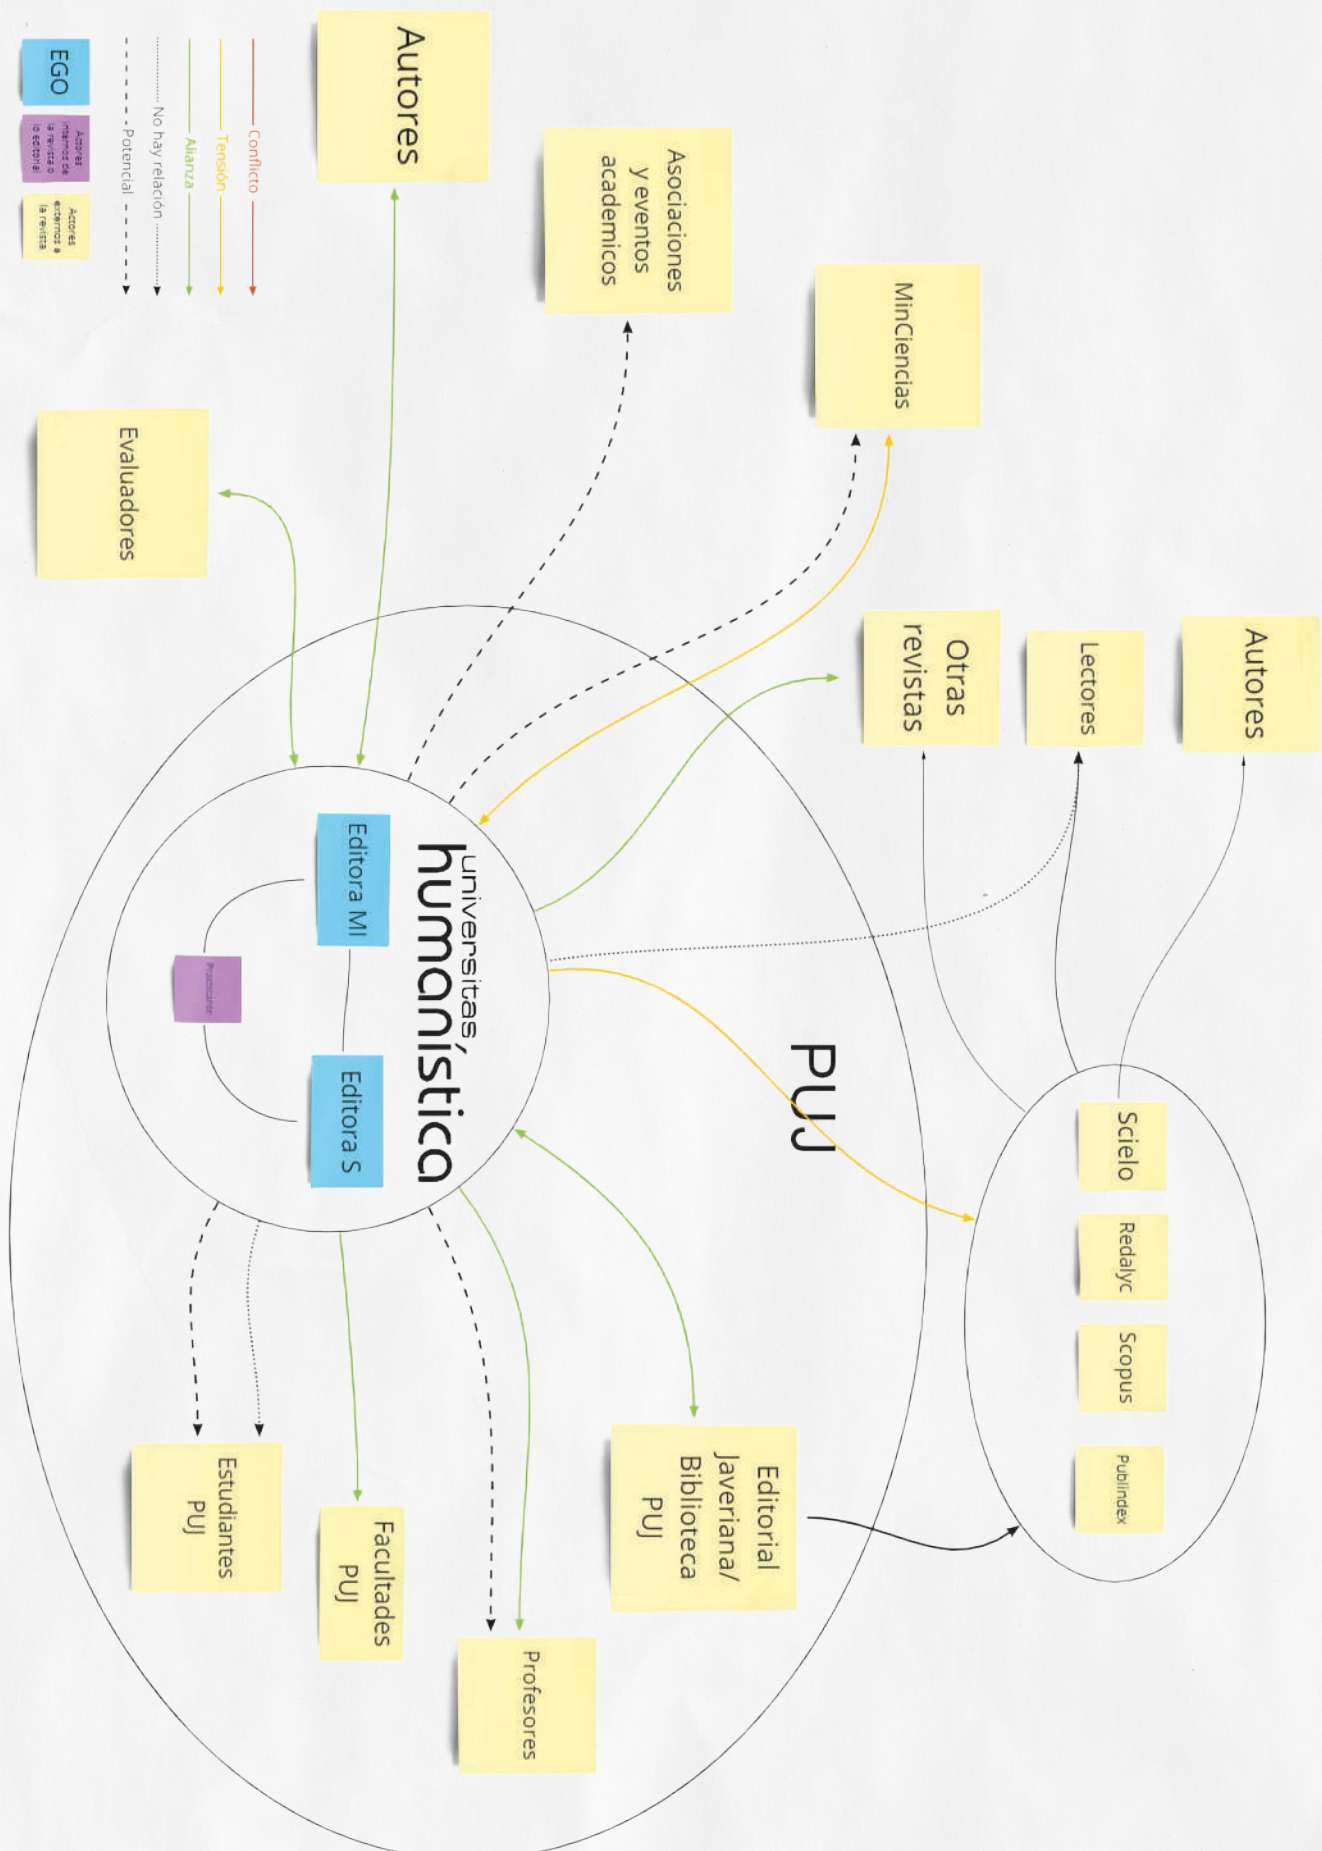 Autores
Lectores
Otras
revistas
MinCiencias
Asociaciones
y eventos
academicos
Autores
Evaluadores
Scielo
Redalyc
Scopus
Publindex
PUJ
universitas
humanística
Editora MI
Editora S
Practicante
Editorial
Javeriana/
Biblioteca
PUJ
Profesores
Facultades
PUJ
Estudiantes
PUJ
Conflicto
Tensión
Alianza
No hay relación
Potencial
EGO
Actores
internos de
la revista o
lo editorial
Actores
externos a
la revista